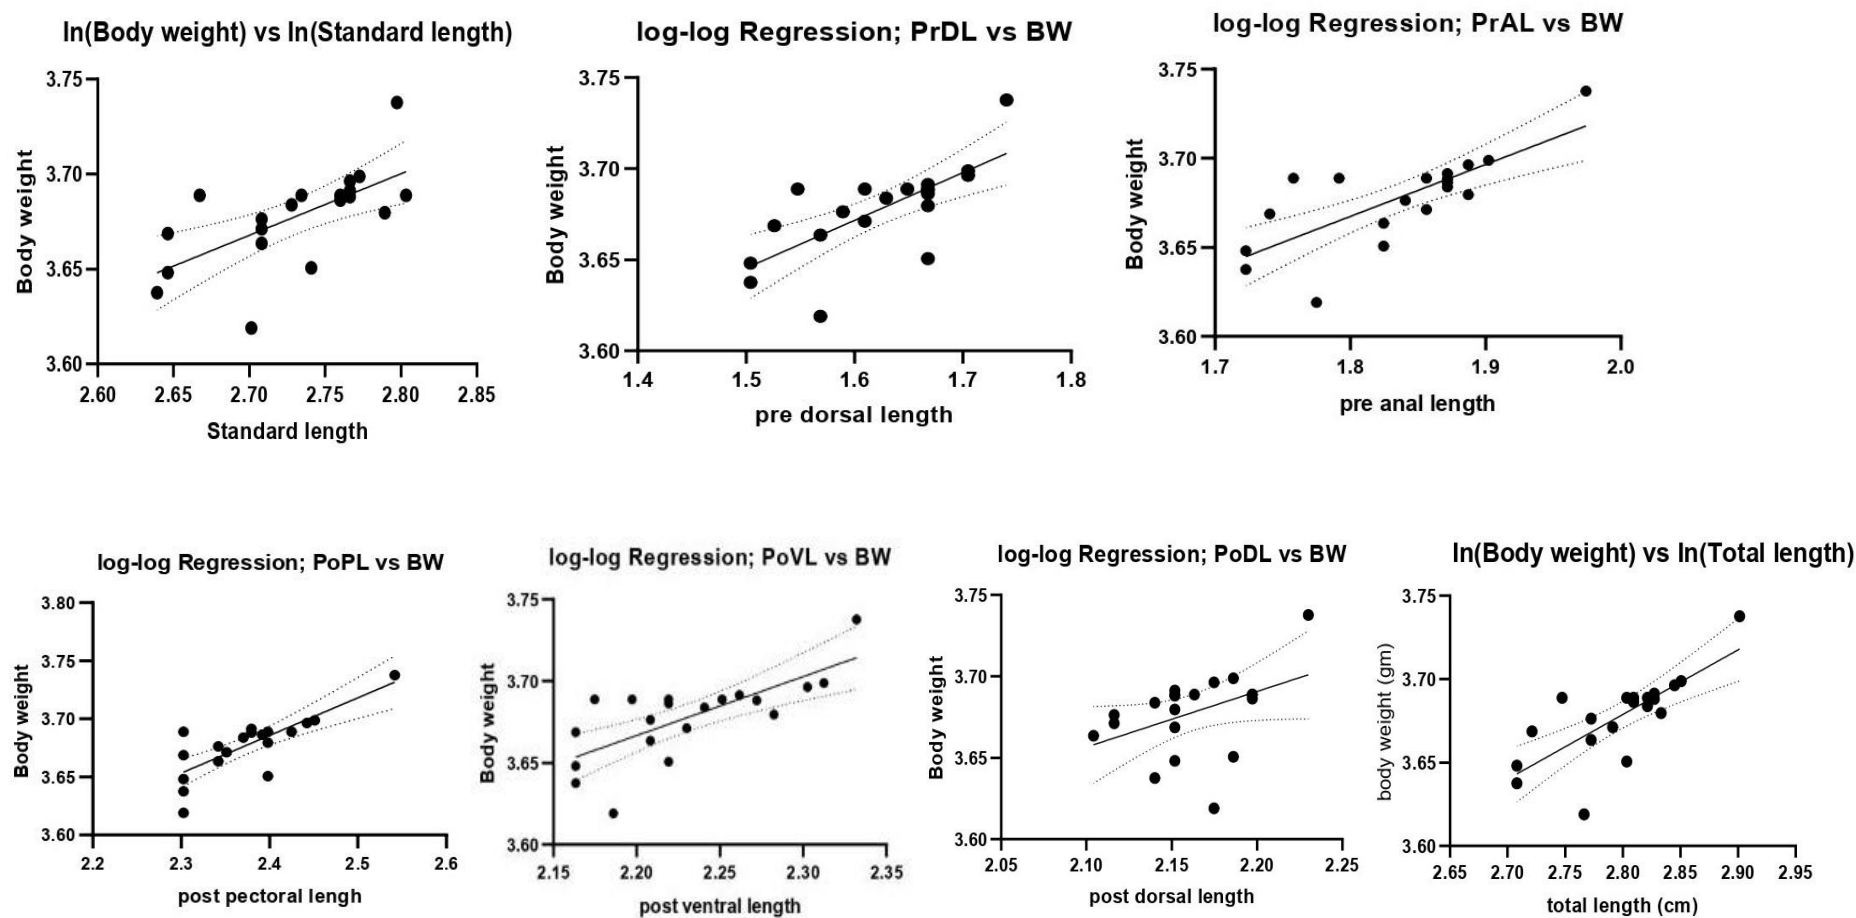 ln(Body weight) vs ln(Standard length)
3.75
3.70
3.65
3.60
Body weight
2.60 2.65 2.70 2.75 2.80 2.85
Standard length
log-log Regression; PrDL vs BW
3.75
3.70
3.65
3.60
Body weight
1.4 1.5 1.6 1.7 1.8
pre dorsal length
log-log Regression; PrAL vs BW
3.75
3.70
3.65
3.60
Body weight
1.7 1.8 1.9 2.0
pre anal length
log-log Regression; PoPL vs BW
3.80
3.75
3.70
3.65
3.60
Body weight
2.2 2.3 2.4 2.5 2.6
post pectoral lengh
log-log Regression; PoVL vs BW
3.75
3.70
3.65
3.60
Body weight
2.15 2.20 2.25 2.30 2.35
post ventral length
log-log Regression; PoDL vs BW
3.75
3.70
3.65
3.60
Body weight
2.05 2.10 2.15 2.20 2.25
post dorsal length
ln(Body weight) vs ln(Total length)
3.75
3.70
3.65
3.60
body weight (gm)
2.65 2.70 2.75 2.80 2.85 2.90 2.95
total length (cm)